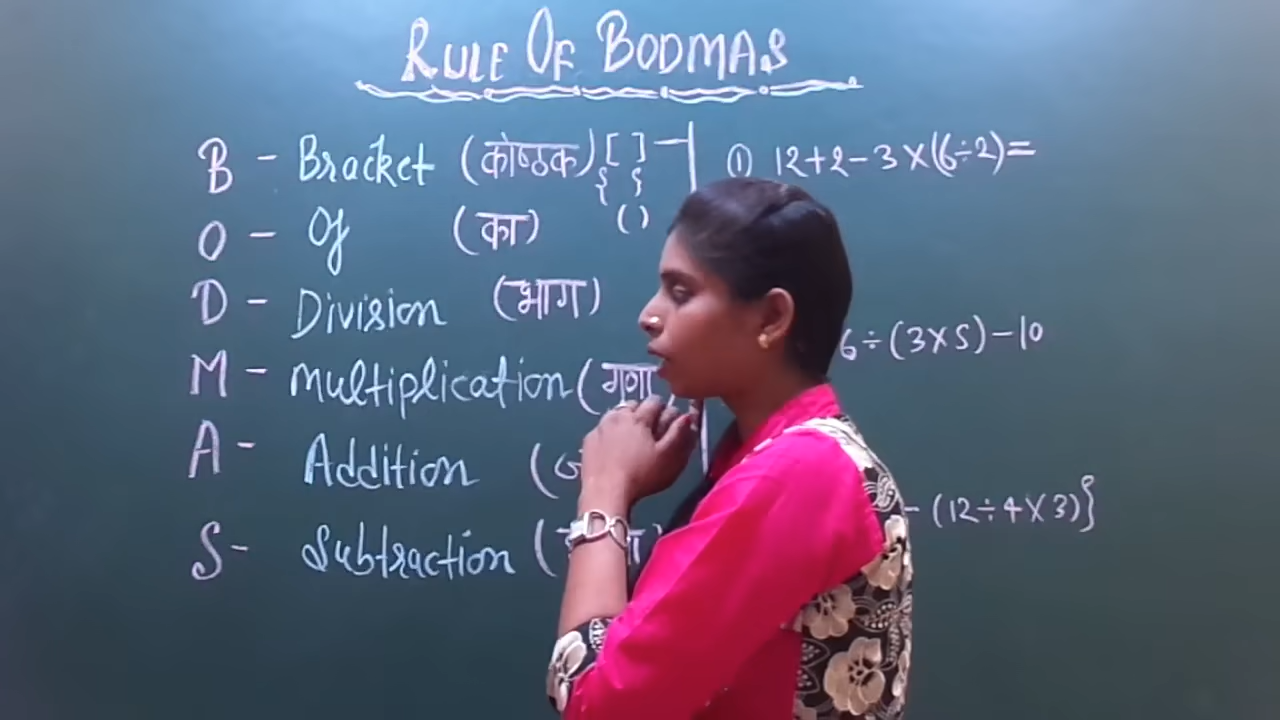 RULE OF BODMAS
B - Bracket (कोष्ठक) [ ]
{ }
( )
O - Of (का)
D - Division (भाग)
M - Multiplication (गुणा
A - Addition
S - Subtraction
① 12+2-3×(6÷2)=
6÷(3×5)-10
- (12÷4×3)}